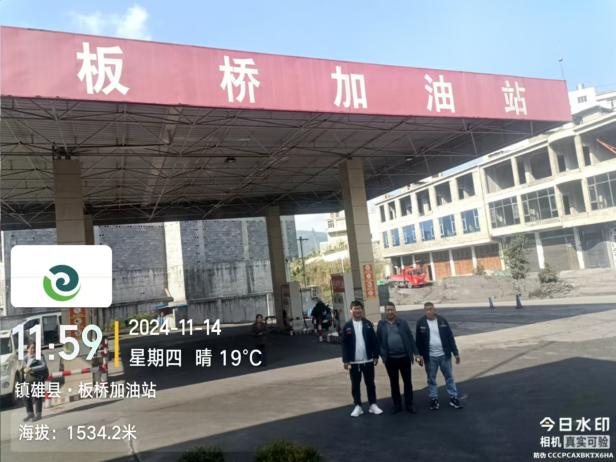 板桥加油站
11:59
2024-11-14
星期四 晴 19℃
镇雄县·板桥加油站
海拔：1534.2米
今日水印
相机 真实可验
防伪 CCCPCAXBKTX6HA